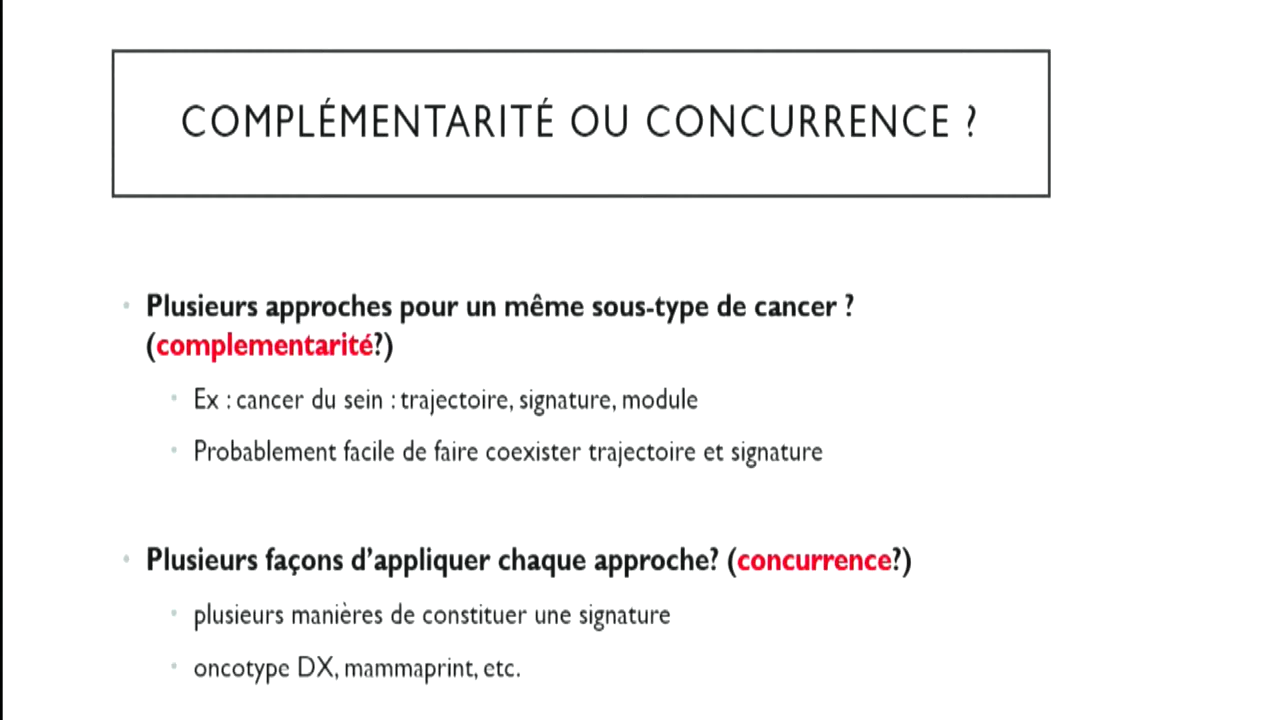 COMPLÉMENTARITÉ OU CONCURRENCE ?
• Plusieurs approches pour un même sous-type de cancer ?
(complementarité?)
• Ex : cancer du sein : trajectoire, signature, module
• Probablement facile de faire coexister trajectoire et signature
• Plusieurs façons d'appliquer chaque approche? (concurrence?)
• plusieurs manières de constituer une signature
• oncotype DX, mammaprint, etc.